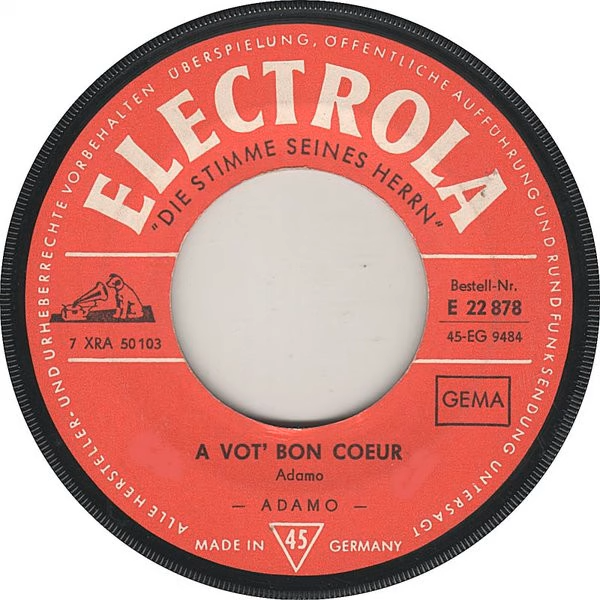 ALLE HERSTELLER- UND URHEBERRECHTE VORBEHALTEN ÜBERSPIELUNG, ÖFFENTLICHE AUFFÜHRUNG UND RUNDFUNKSENDUNG UNTERSAGT
ELECTROLA
"DIE STIMME SEINES HERRN"
7 XRA 50103
Bestell-Nr.
E 22 878
45-EG 9484
GEMA
A VOT' BON COEUR
Adamo
— ADAMO —
MADE IN 45 GERMANY